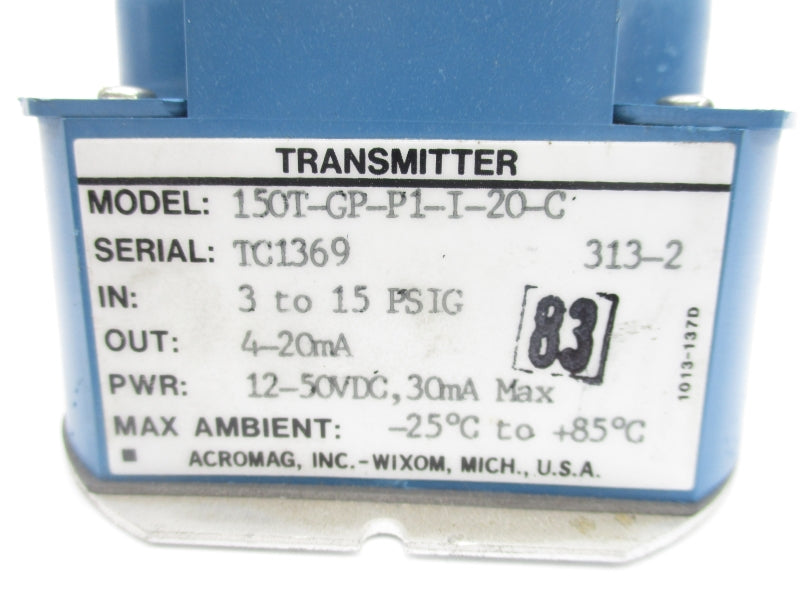 TRANSMITTER
MODEL: 150T-GP-P1-I-20-C
SERIAL: TC1369 313-2
IN: 3 to 15 PSIG
[83]
OUT: 4-20mA
PWR: 12-50VDC,30mA Max
MAX AMBIENT: -25°C to +85°C
ACROMAG, INC.-WIXOM, MICH., U.S.A.
1013-137D